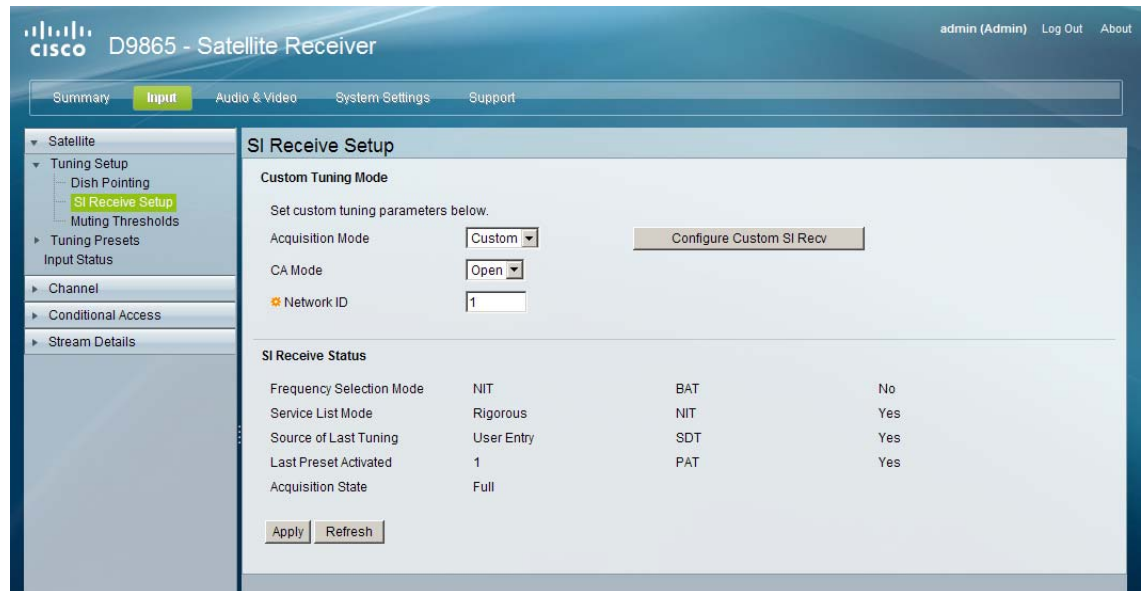 admin (Admin) Log Out About
CISCO D9865 - Satellite Receiver
Summary Input Audio & Video System Settings Support
Satellite
Tuning Setup
Dish Pointing
SI Receive Setup
Muting Thresholds
Tuning Presets
Input Status
Channel
Conditional Access
Stream Details
SI Receive Setup
Custom Tuning Mode
Set custom tuning parameters below.
Acquisition Mode Custom Configure Custom SI Recv
CA Mode Open
Network ID 1
SI Receive Status
Frequency Selection Mode NIT BAT No
Service List Mode Rigorous NIT Yes
Source of Last Tuning User Entry SDT Yes
Last Preset Activated 1 PAT Yes
Acquisition State Full
Apply Refresh